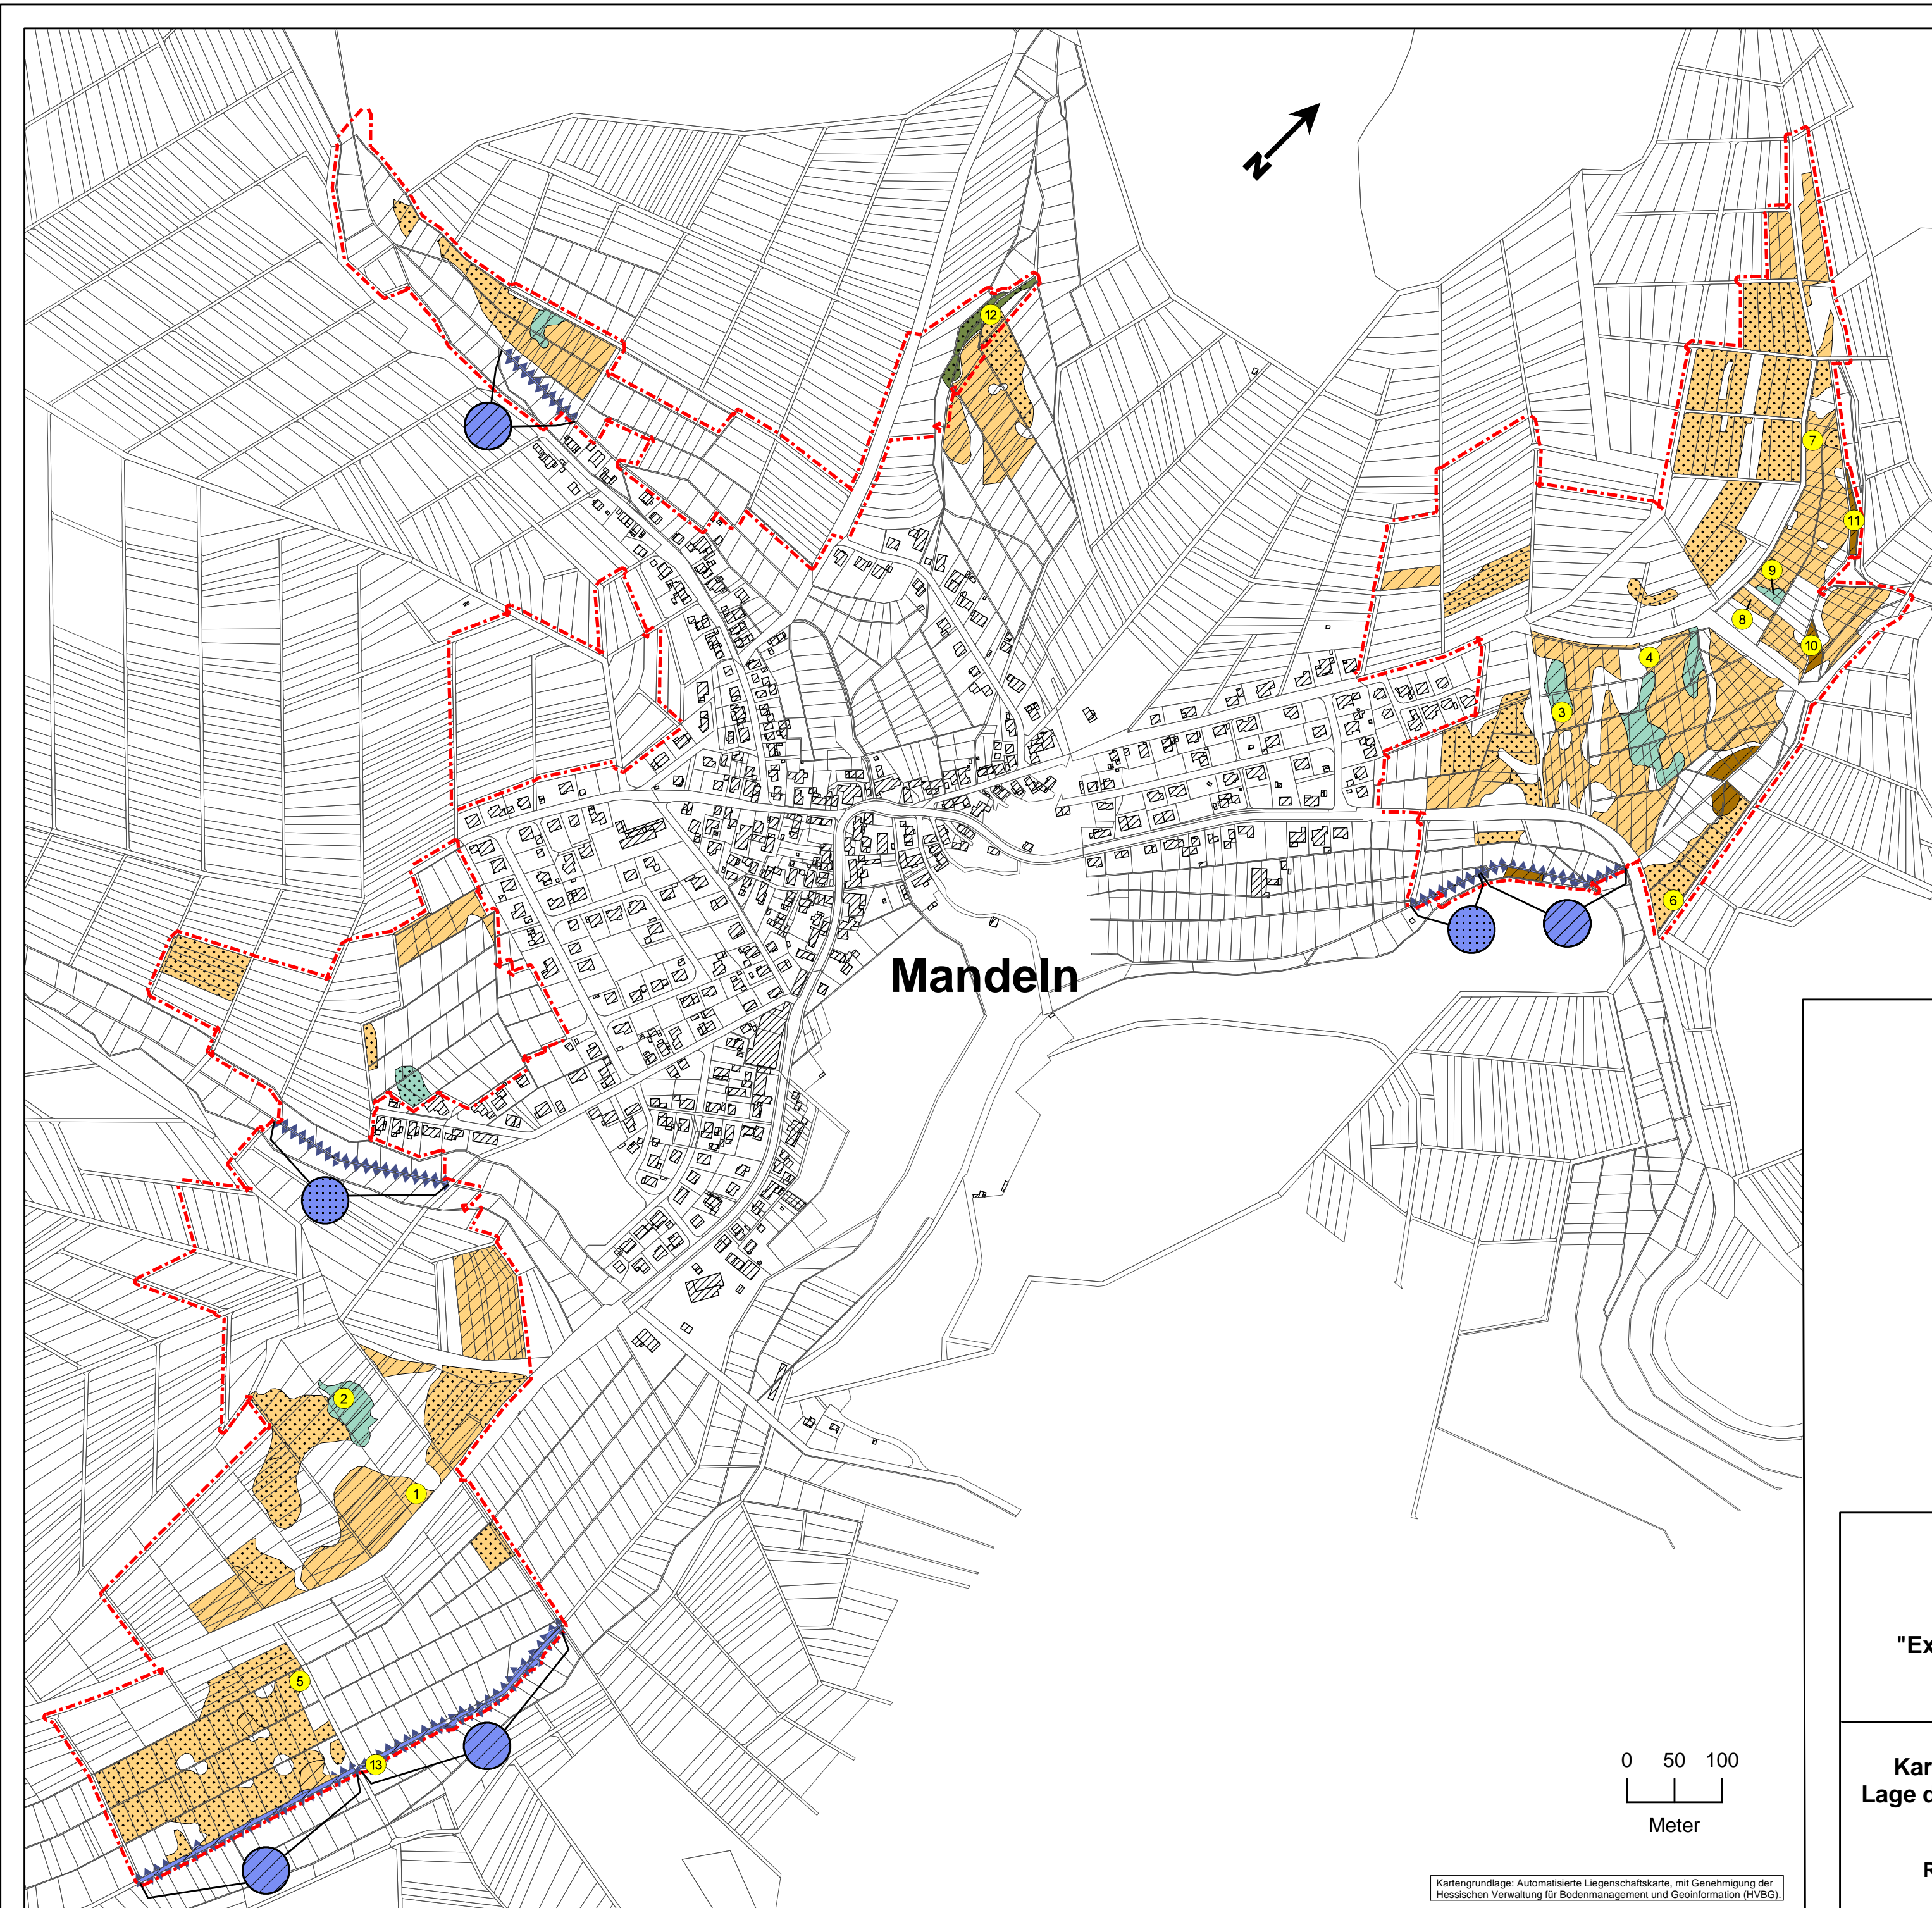 N
12
7
11
9
8
10
4
3
6
Mandeln
2
1
5
13
0 50 100
Meter
Kartengrundlage: Automatisierte Liegenschaftskarte, mit Genehmigung der
Hessischen Verwaltung für Bodenmanagement und Geoinformation (HVBG).
"Ex
Kar
Lage d
R